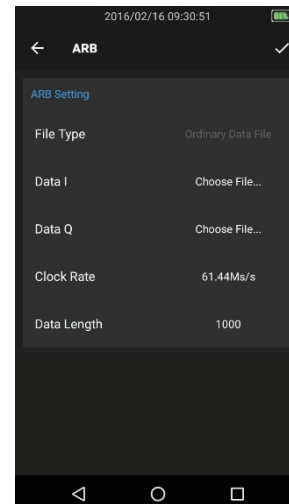 2016/02/16 09:30:51 81%
ARB
ARB Setting
File Type Ordinary Data File
Data I Choose File...
Data Q Choose File...
Clock Rate 61.44Ms/s
Data Length 1000